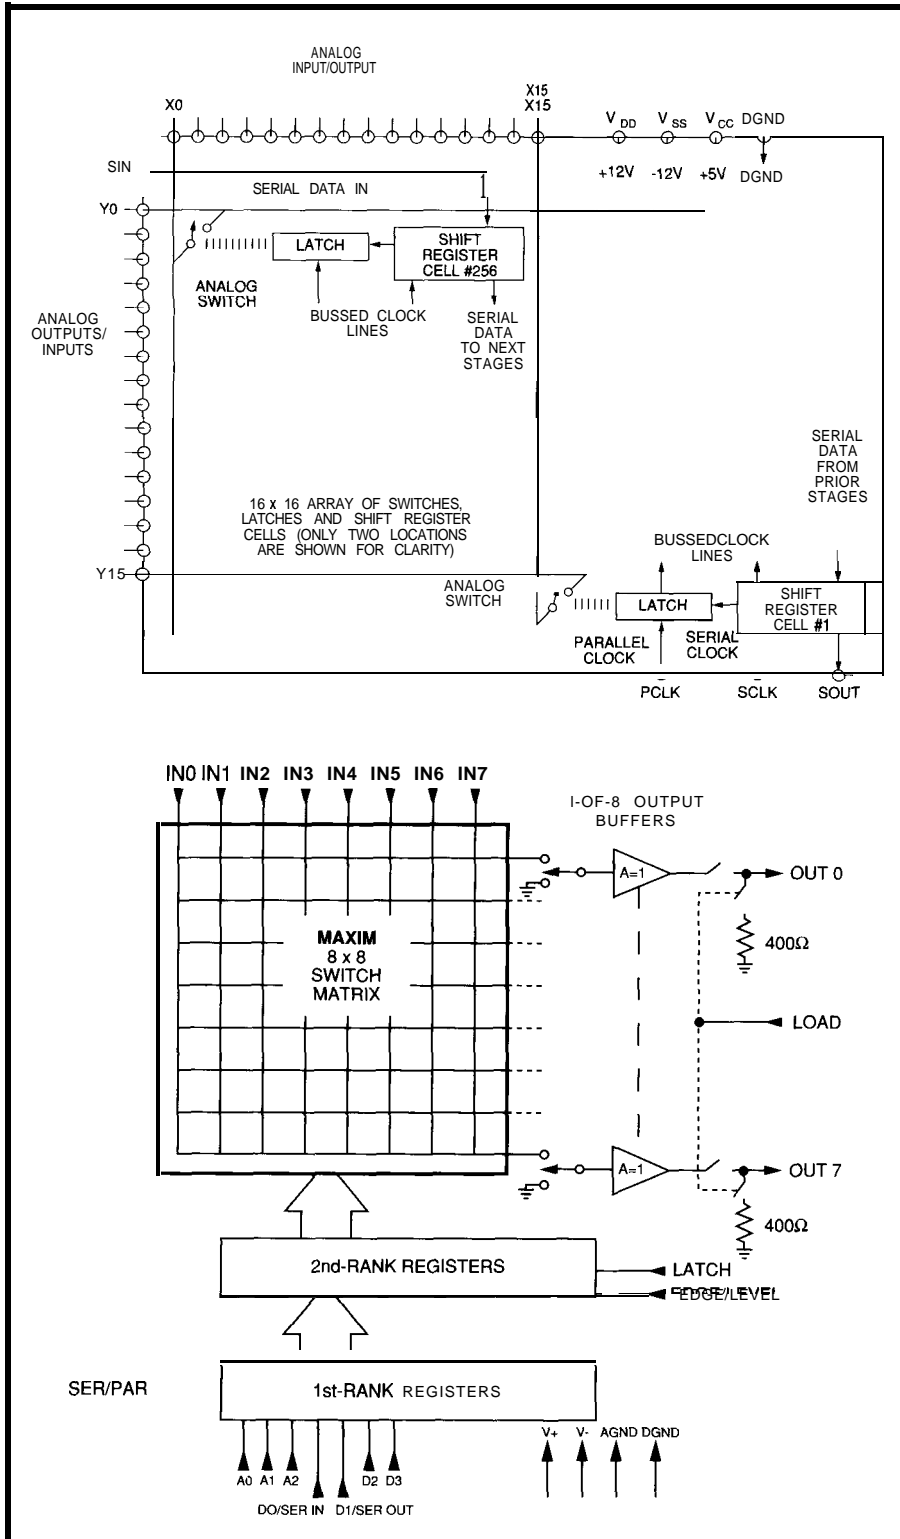 ANALOG
INPUT/OUTPUT
X15
X0 X15
V DD V SS V CC DGND
SIN
+12V -12V +5V DGND
SERIAL DATA IN
Y0
LATCH
SHIFT
REGISTER
CELL #256
ANALOG
SWITCH
BUSSED CLOCK
LINES
SERIAL
DATA
TO NEXT
STAGES
ANALOG
OUTPUTS/
INPUTS
SERIAL
DATA
FROM
PRIOR
STAGES
16 x 16 ARRAY OF SWITCHES,
LATCHES AND SHIFT REGISTER
CELLS (ONLY TWO LOCATIONS
ARE SHOWN FOR CLARITY)
BUSSEDCLOCK
LINES
Y15
ANALOG
SWITCH
LATCH
SHIFT
REGISTER
CELL #1
PARALLEL
CLOCK
SERIAL
CLOCK
PCLK SCLK SOUT
IN0 IN1 IN2 IN3 IN4 IN5 IN6 IN7
I-OF-8 OUTPUT
BUFFERS
A=1
OUT 0
400Ω
MAXIM
8 x 8
SWITCH
MATRIX
LOAD
A=1
OUT 7
400Ω
2nd-RANK REGISTERS
LATCH
EDGE/LEVEL
SER/PAR
1st-RANK REGISTERS
V+ V- AGND DGND
A0 A1 A2 D2 D3
DO/SER IN D1/SER OUT